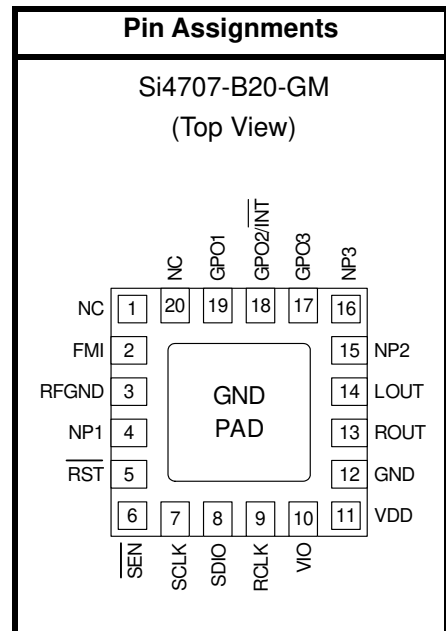 Pin Assignments
Si4707-B20-GM
(Top View)
NC
GPO1
GPO2/INT
GPO3
NP3
NC 1 20 19 18 17 16
FMI 2 15 NP2
RFGND 3 14 LOUT
GND
PAD
NP1 4 13 ROUT
RST 5 12 GND
6 7 8 9 10 11 VDD
SEN
SCLK
SDIO
RCLK
VIO